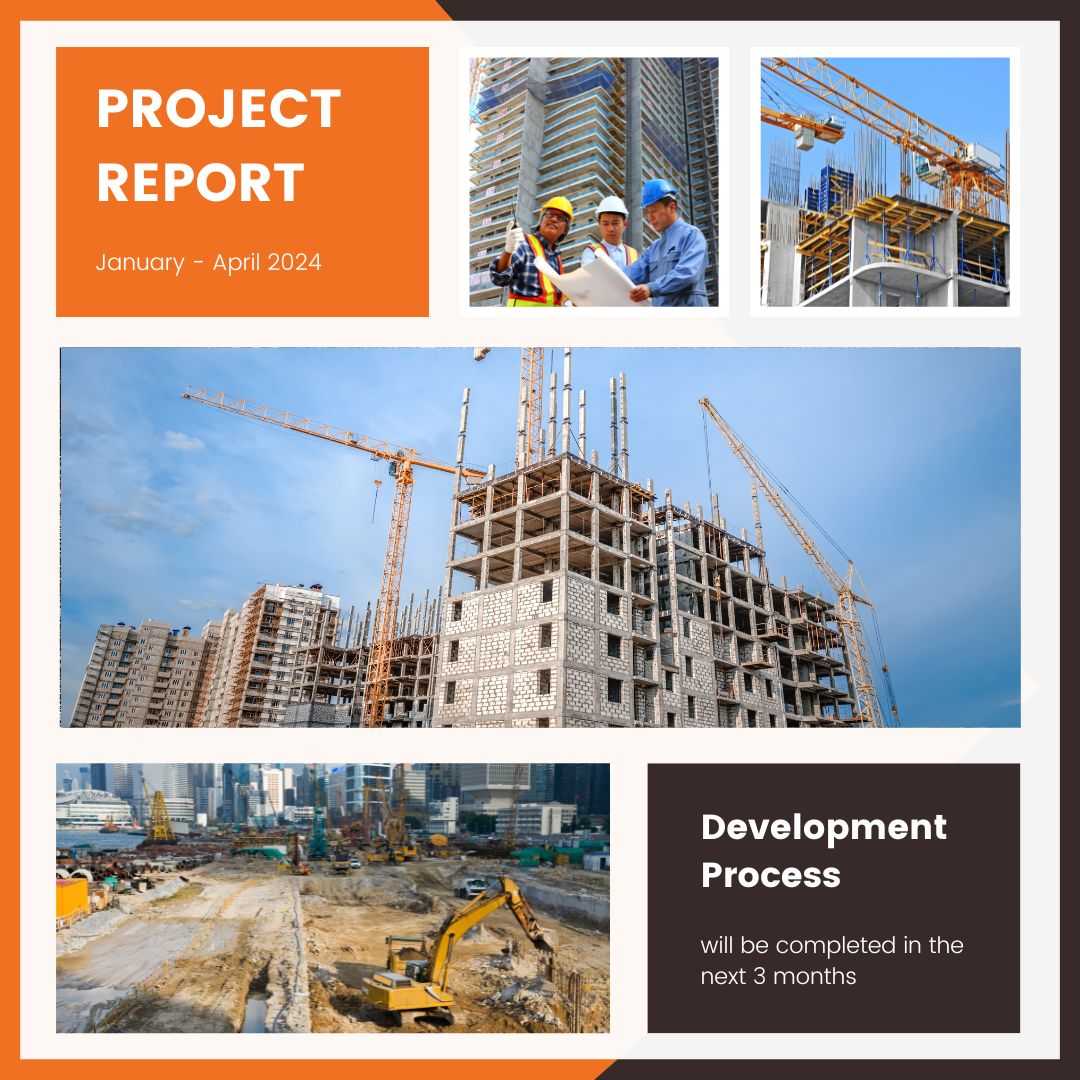 PROJECT
REPORT
January - April 2024
Development
Process
will be completed in the
next 3 months